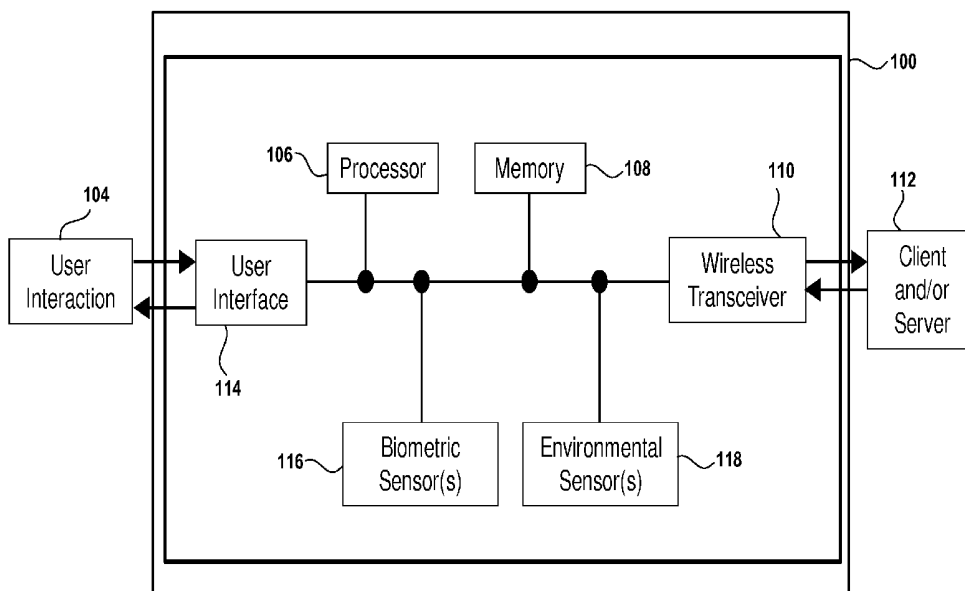 100
106
Processor
Memory
108
110
112
104
User
Interaction
User
Interface
Wireless
Transceiver
Client
and/or
Server
114
116
Biometric
Sensor(s)
Environmental
Sensor(s)
118